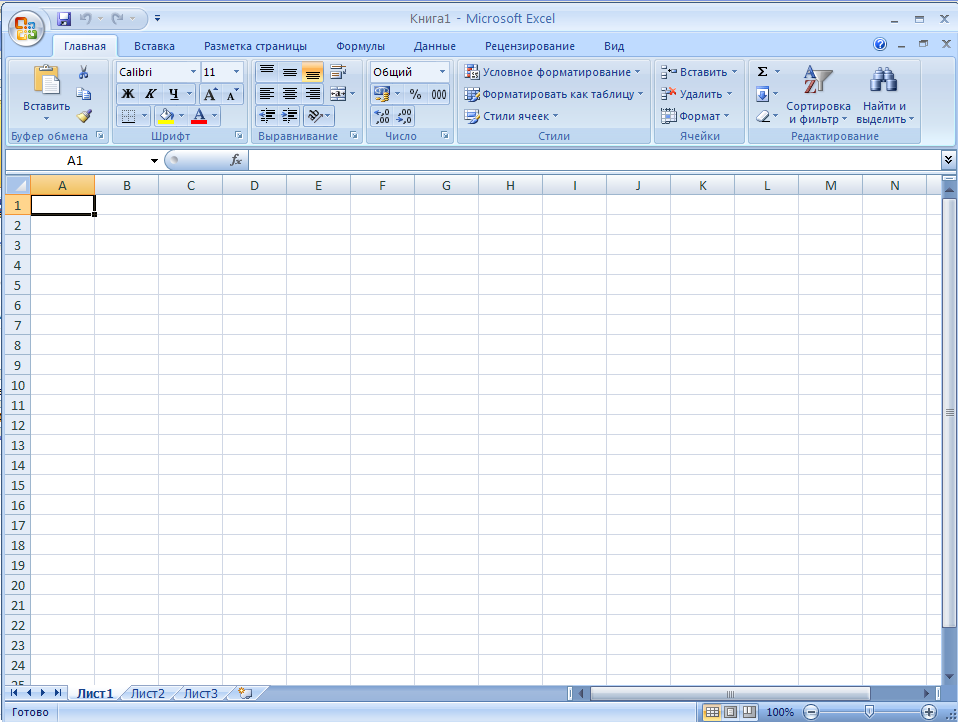 Книга1 - Microsoft Excel
Главная Вставка Разметка страницы Формулы Данные Рецензирование Вид
Вставить
Буфер обмена
Calibri 11
Ж К Ч А А
А
Шрифт
Выравнивание
Общий
% 000
,00 ,00
Число
Условное форматирование
Форматировать как таблицу
Стили ячеек
Стили
Вставить
Удалить
Формат
Ячейки
Σ
Сортировка и фильтр
Найти и выделить
Редактирование
A1 fx
A B C D E F G H I J K L M N
1
2
3
4
5
6
7
8
9
10
11
12
13
14
15
16
17
18
19
20
21
22
23
24
25
Лист1 Лист2 Лист3
Готово 100%